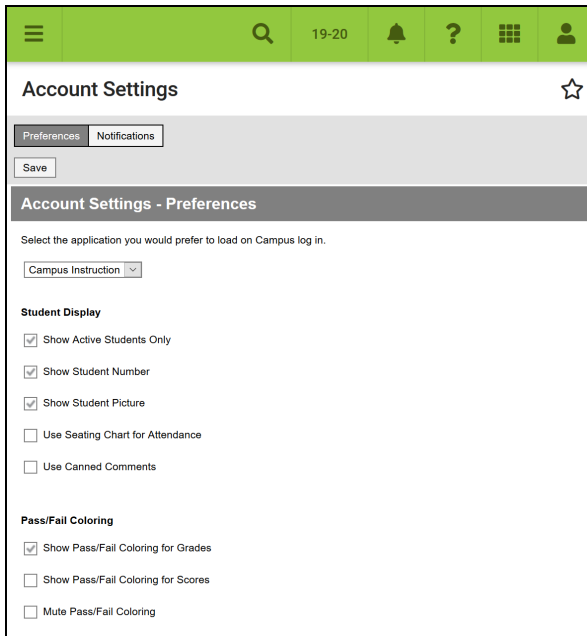 19-20
Account Settings
Preferences Notifications
Save
Account Settings - Preferences
Select the application you would prefer to load on Campus log in.
Campus Instruction
Student Display
Show Active Students Only
Show Student Number
Show Student Picture
Use Seating Chart for Attendance
Use Canned Comments
Pass/Fail Coloring
Show Pass/Fail Coloring for Grades
Show Pass/Fail Coloring for Scores
Mute Pass/Fail Coloring